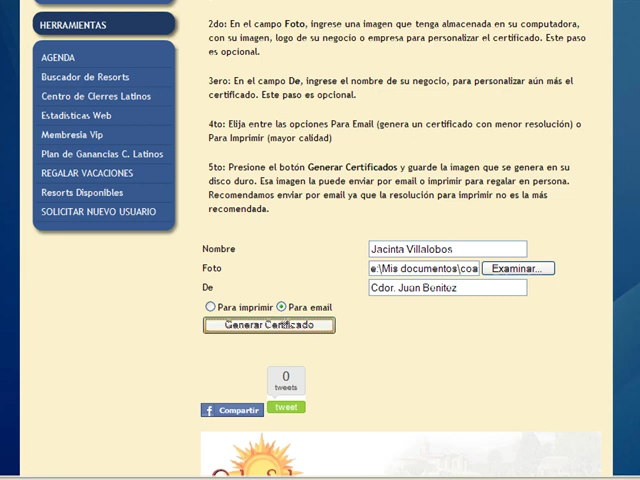 HERRAMIENTAS
AGENDA
Buscador de Resorts
Centro de Cierres Latinos
Estadísticas Web
Membresia Vip
Plan de Ganancias C. Latinos
REGALAR VACACIONES
Resorts Disponibles
SOLICITAR NUEVO USUARIO
2do: En el campo Foto, ingrese una imagen que tenga almacenada en su computadora,
con su imagen, logo de su negocio o empresa para personalizar el certificado. Este paso
es opcional.
3ero: En el campo De, ingrese el nombre de su negocio, para personalizar aún más el
certificado. Este paso es opcional.
4to: Elija entre las opciones Para Email (genera un certificado con menor resolución) o
Para Imprimir (mayor calidad)
5to: Presione el botón Generar Certificados y guarde la imagen que se genera en su
disco duro. Esa imagen la puede enviar por email o imprimir para regalar en persona.
Recomendamos enviar por email ya que la resolución para imprimir no es la más
recomendada.
Nombre Jacinta Villalobos
Foto e:\Mis documentos\coa Examinar...
De Cdor. Juan Benitez
Para imprimir Para email
Generar Certificado
0
tweets
tweet
f Compartir